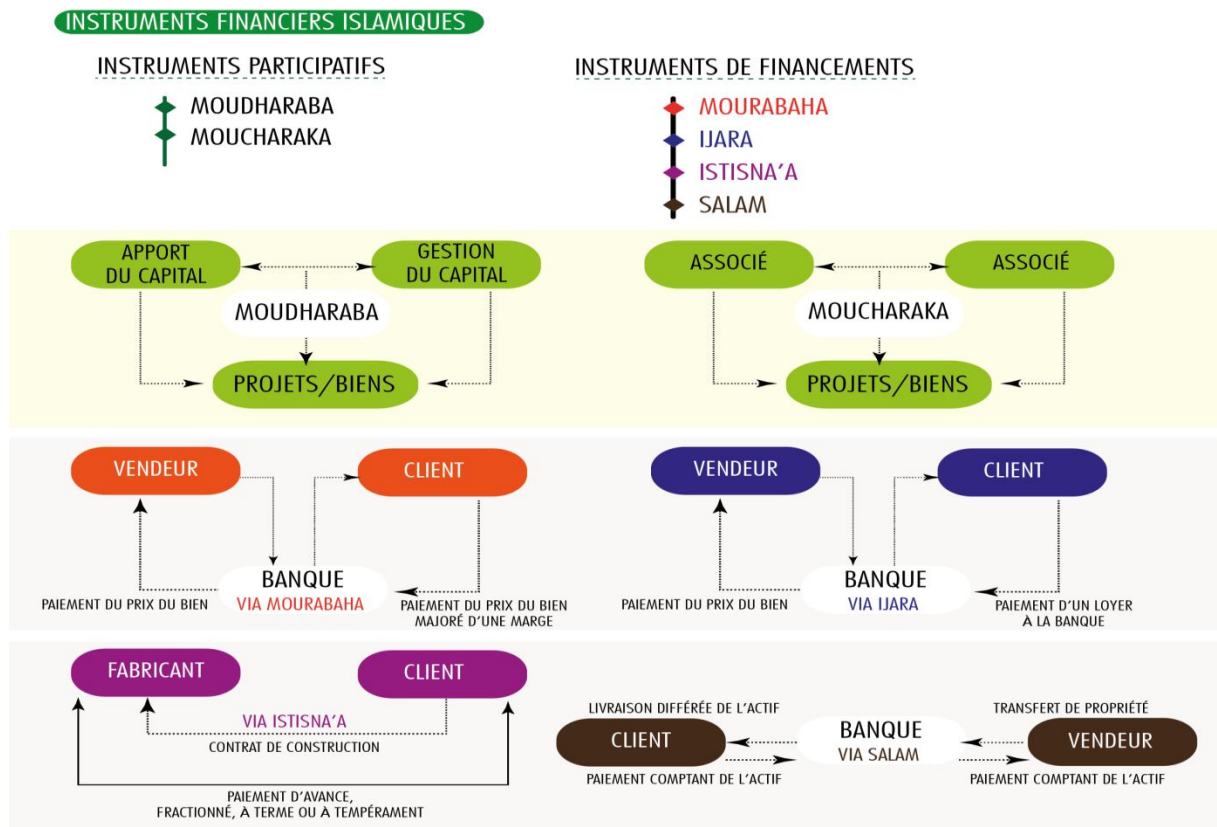 INSTRUMENTS FINANCIERS ISLAMIQUES
INSTRUMENTS PARTICIPATIFS
MOUDHARABA
MOUCHARAKA
INSTRUMENTS DE FINANCEMENTS
MOURABAHA
IJARA
ISTISNA'A
SALAM
APPORT
DU CAPITAL
GESTION
DU CAPITAL
MOUDHARABA
PROJETS/BIENS
ASSOCIÉ
ASSOCIÉ
MOUCHARAKA
PROJETS/BIENS
VENDEUR
CLIENT
BANQUE
VIA MOURABAHA
PAIEMENT DU PRIX DU BIEN
PAIEMENT DU PRIX DU BIEN
MAJORÉ D'UNE MARGE
VENDEUR
CLIENT
BANQUE
VIA IJARA
PAIEMENT DU PRIX DU BIEN
PAIEMENT D'UN LOYER
À LA BANQUE
FABRICANT
CLIENT
VIA ISTISNA'A
CONTRAT DE CONSTRUCTION
PAIEMENT D'AVANCE,
FRACTIONNÉ, À TERME OU À TEMPÉRAMENT
LIVRAISON DIFFÉRÉE DE L'ACTIF
TRANSFERT DE PROPRIÉTÉ
CLIENT
BANQUE
VIA SALAM
VENDEUR
PAIEMENT COMPTANT DE L'ACTIF
PAIEMENT COMPTANT DE L'ACTIF